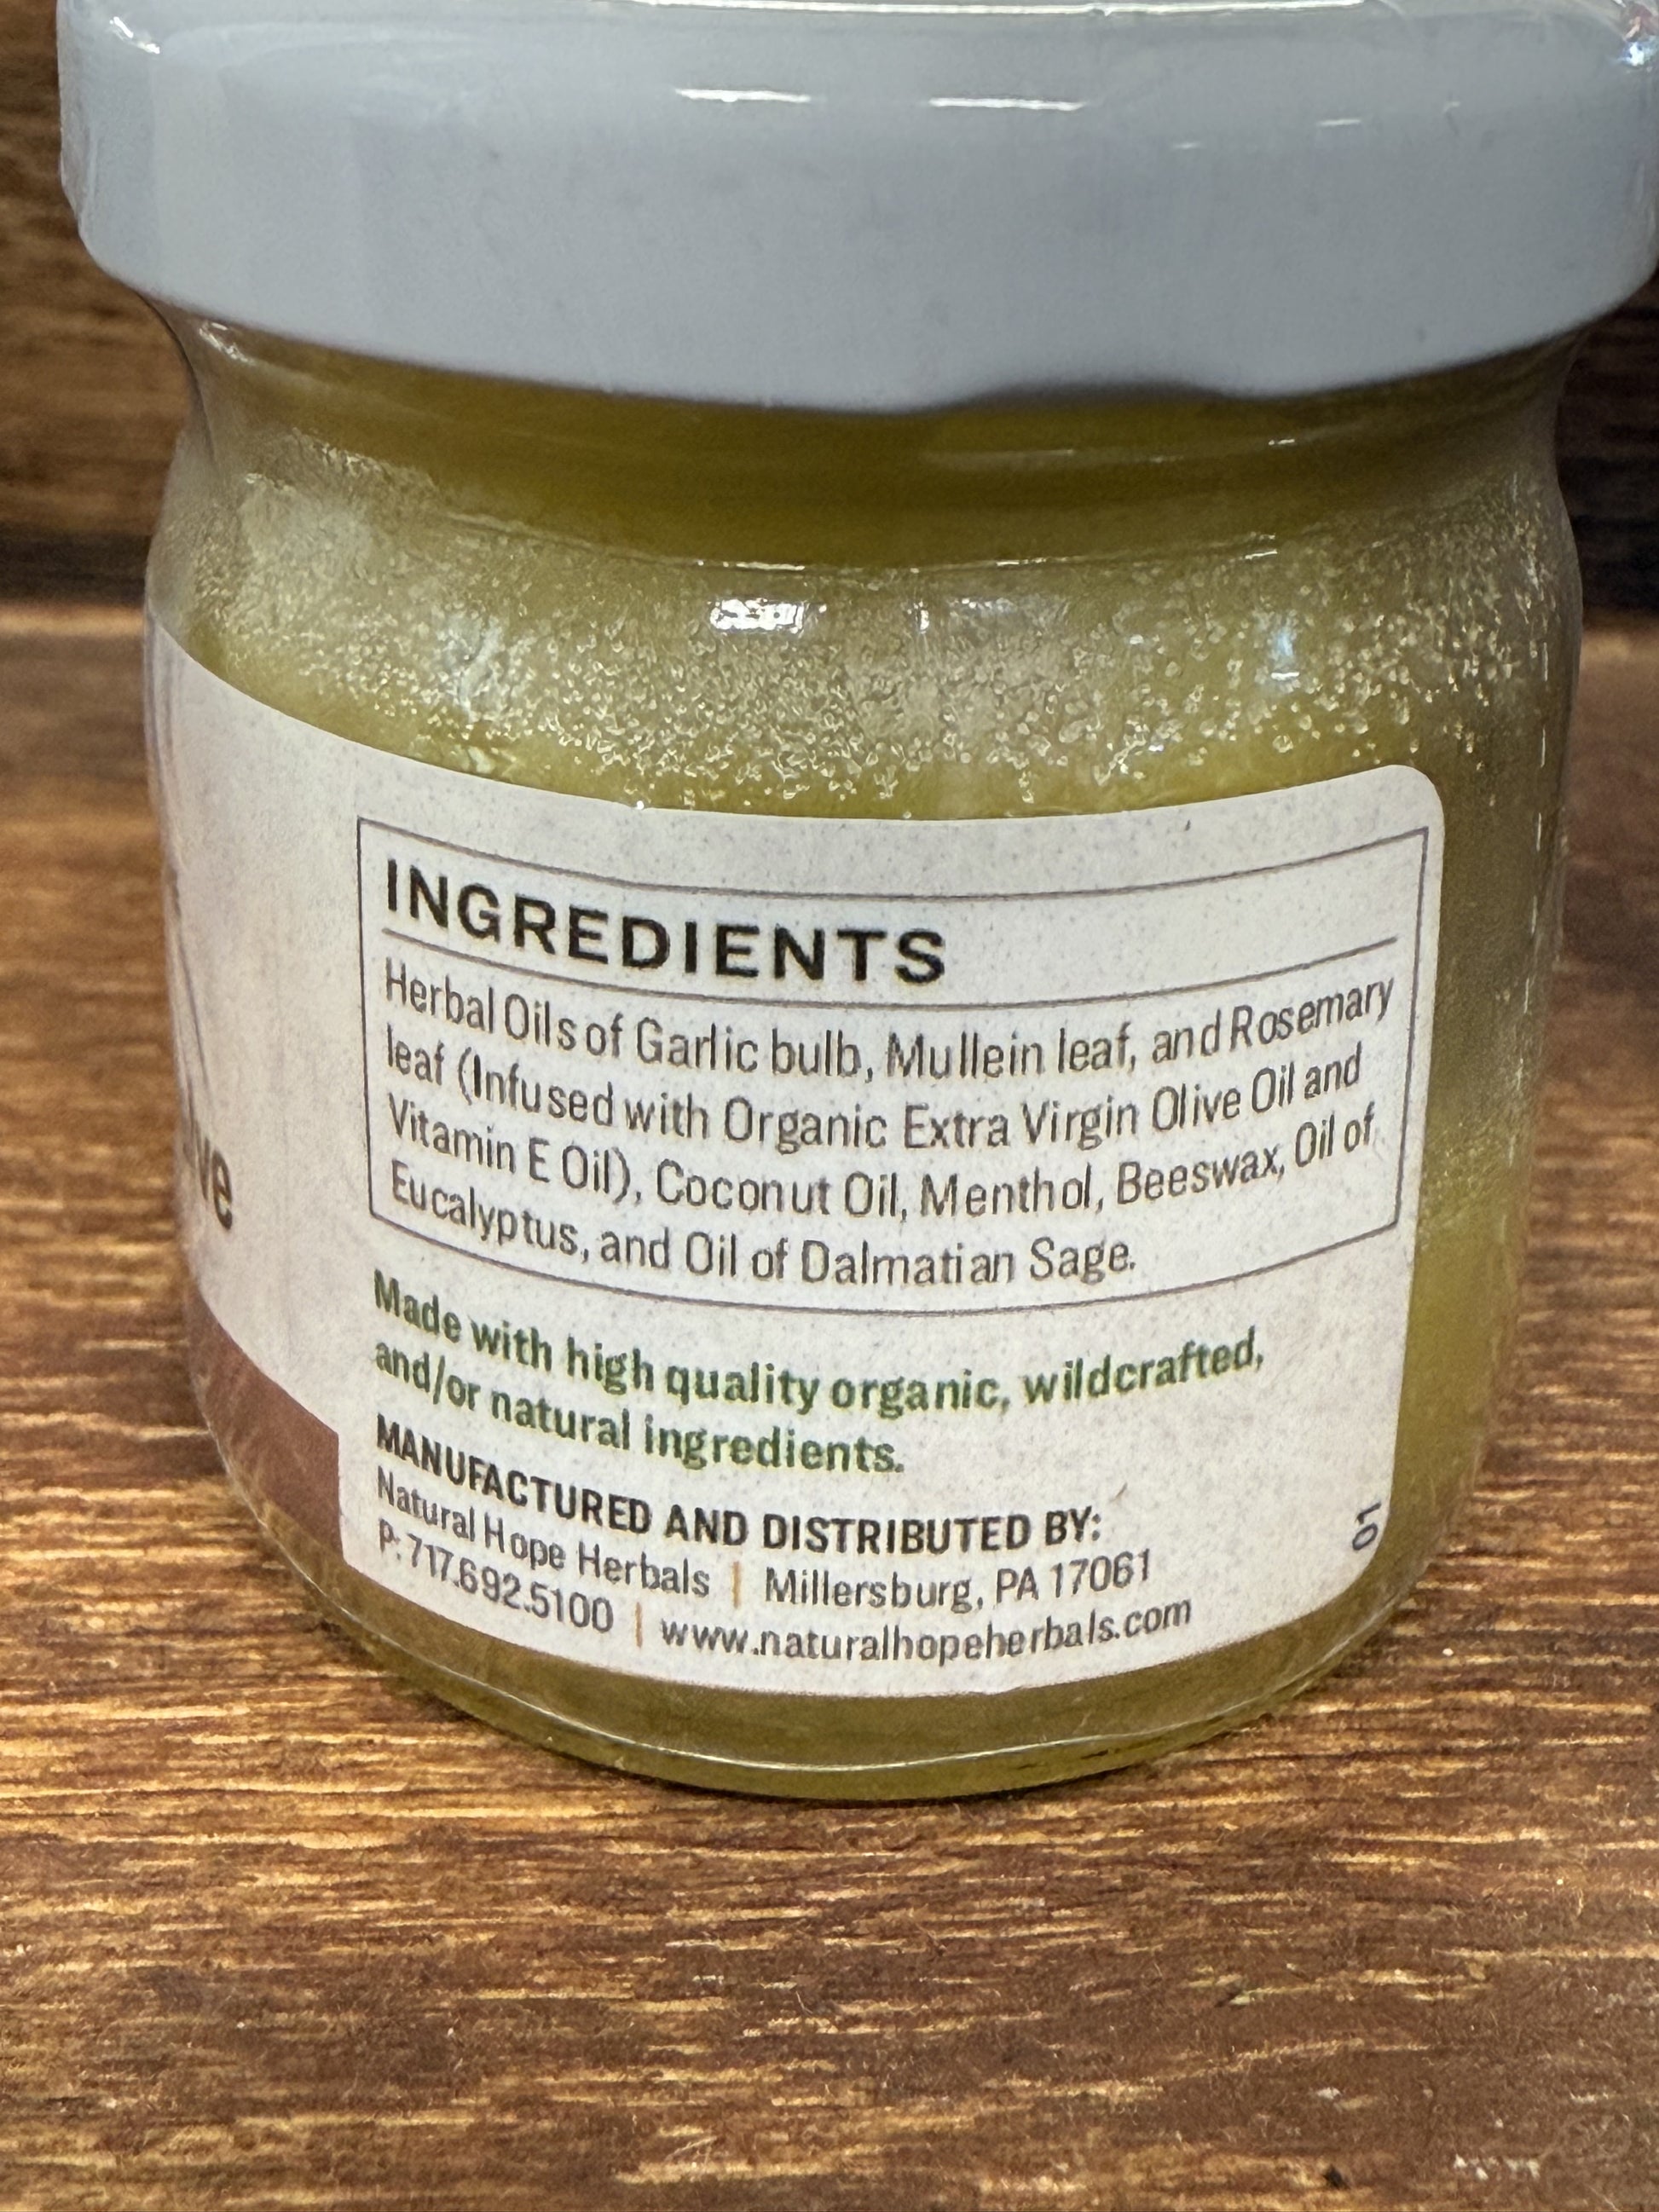 INGREDIENTS
Herbal Oils of Garlic bulb, Mullein leaf, and Rosemary
leaf (Infused with Organic Extra Virgin Olive Oil and
Vitamin E Oil), Coconut Oil, Menthol, Beeswax, Oil of
Eucalyptus, and Oil of Dalmatian Sage.
Made with high quality organic, wildcrafted,
and/or natural ingredients.
MANUFACTURED AND DISTRIBUTED BY:
Natural Hope Herbals | Millersburg, PA 17061
P: 717.692.5100 | www.naturalhopeherbals.com
01